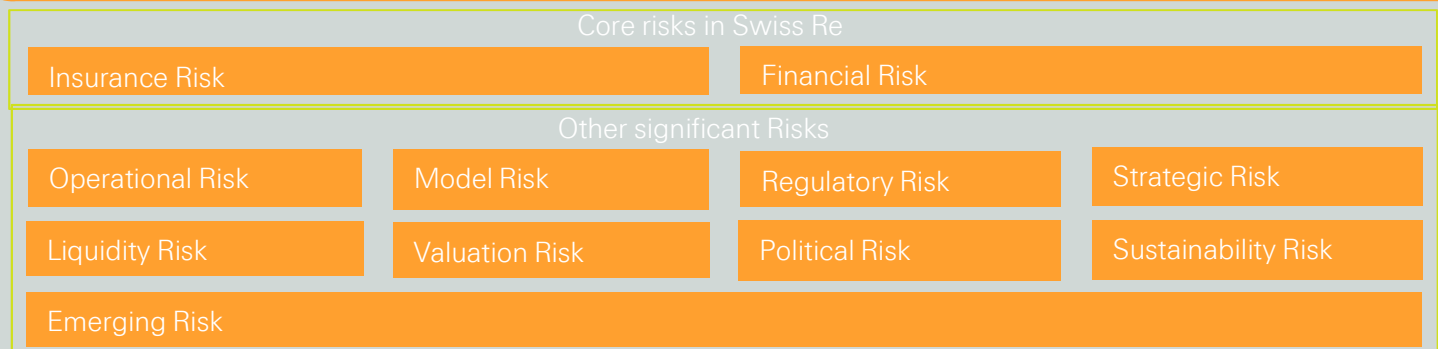 Core risks in Swiss Re
Insurance Risk
Financial Risk
Other significant Risks
Operational Risk
Model Risk
Regulatory Risk
Strategic Risk
Liquidity Risk
Valuation Risk
Political Risk
Sustainability Risk
Emerging Risk